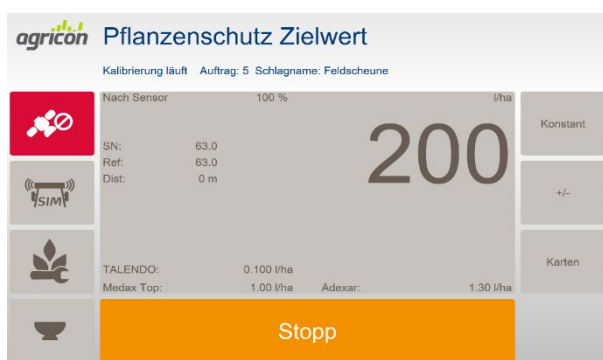 agricon
Pflanzenschutz Zielwert
Kalibrierung läuft Auftrag: 5 Schlagname: Feldscheune
Nach Sensor 100 % l/ha
200
SN: 63.0
Ref: 63.0
Dist: 0 m
TALENDO: 0.100 l/ha
Medax Top: 1.00 l/ha Adexar: 1.30 l/ha
SIM
Konstant
+/-
Karten
Stopp